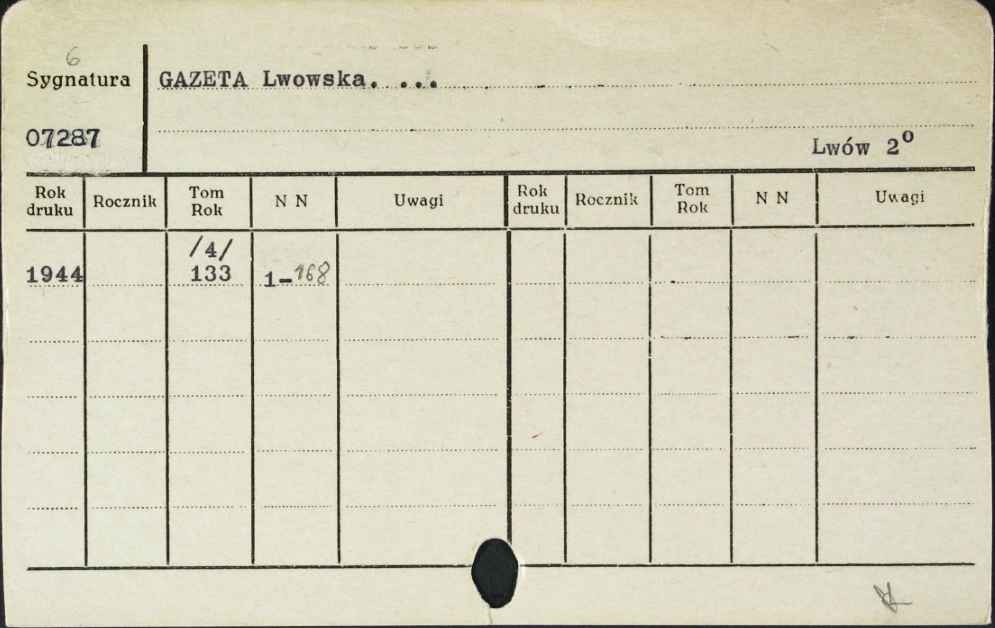 6
Sygnatura GAZETA Lwowska. ...
07287
Lwów 2º
Rok druku Rocznik Tom Rok N N Uwagi Rok druku Rocznik Tom Rok N N Uwagi
/4/
1944 133 1-168